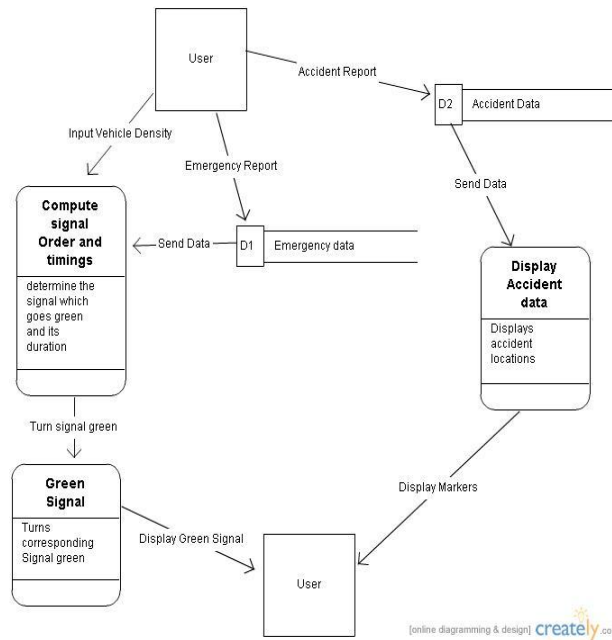 User
Accident Report
D2
Accident Data
Input Vehicle Density
Emergency Report
Send Data
Compute
signal
Order and
timings
Send Data
D1
Emergency data
determine the
signal which
goes green
and its
duration
Display
Accident
data
Displays
accident
locations
Turn signal green
Green
Signal
Display Markers
Turns
corresponding
Signal green
Display Green Signal
User
[online diagramming & design] creately.co